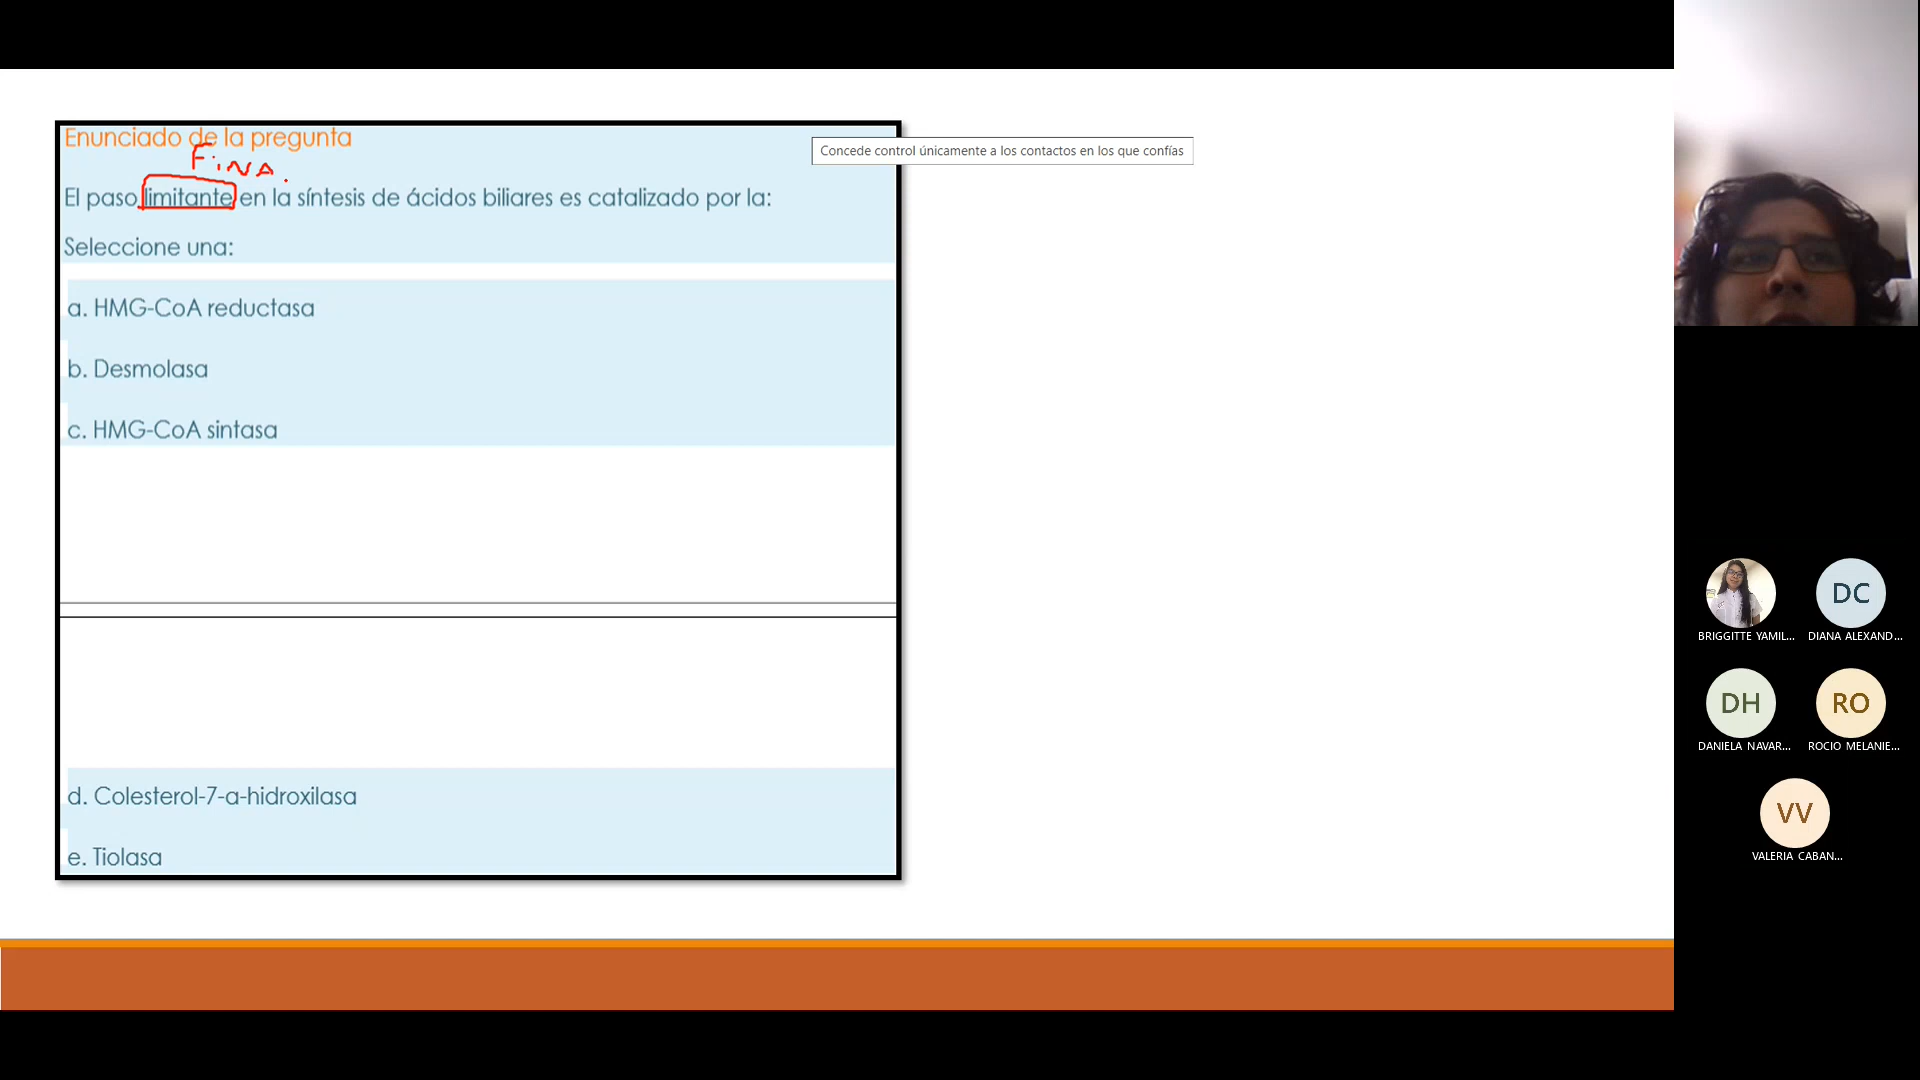 Enunciado de la pregunta
FINA
El paso limitante en la síntesis de ácidos biliares es catalizado por la:
Seleccione una:
a. HMG-CoA reductasa
b. Desmolasa
c. HMG-CoA sintasa
d. Colesterol-7-a-hidroxilasa
e. Tiolasa
Concede control únicamente a los contactos en los que confías
DC
BRIGGITTE YAMIL...
DIANA ALEXAND...
DH
RO
DANIELA NAVAR...
ROCIO MELANIE...
VV
VALERIA CABAN...